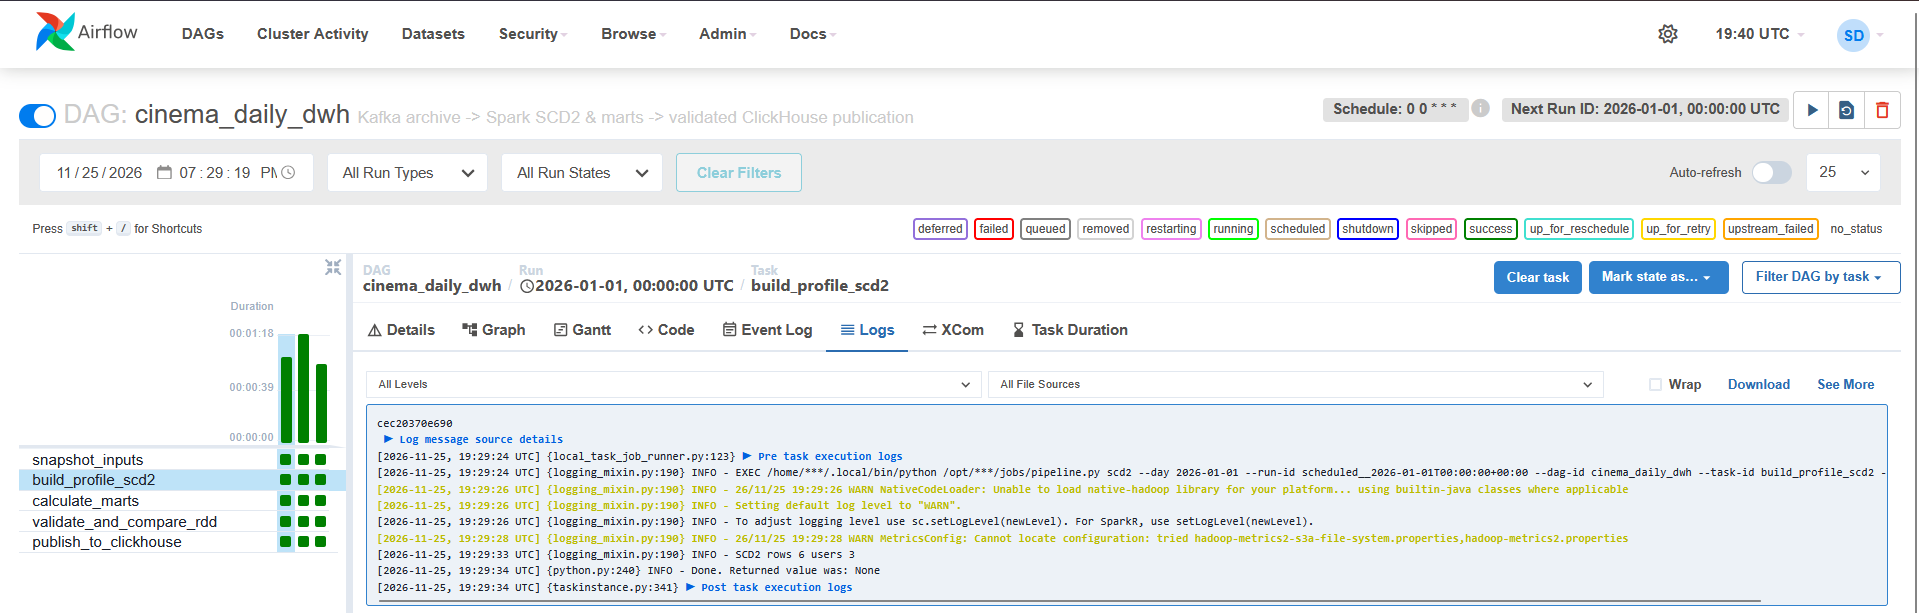 Airflow DAGs Cluster Activity Datasets Security Browse Admin Docs 19:40 UTC SD
DAG: cinema_daily_dwh Kafka archive -> Spark SCD2 & marts -> validated ClickHouse publication Schedule: 0 0 * * * i Next Run ID: 2026-01-01, 00:00:00 UTC
11/25/2026 07:29:19 All Run Types All Run States Clear Filters Auto-refresh 25
Press shift + / for Shortcuts deferred failed queued removed restarting running scheduled shutdown skipped success up_for_reschedule up_for_retry upstream_failed no_status
DAG Run Task
cinema_daily_dwh / 2026-01-01, 00:00:00 UTC / build_profile_scd2 Clear task Mark state as... Filter DAG by task
Duration
00:01:18
00:00:39
00:00:00
snapshot_inputs
build_profile_scd2
calculate_marts
validate_and_compare_rdd
publish_to_clickhouse
Details Graph Gantt Code Event Log Logs XCom Task Duration
All Levels All File Sources Wrap Download See More
cec20370e690
Log message source details
[2026-11-25, 19:29:24 UTC] {local_task_job_runner.py:123} Pre task execution logs
[2026-11-25, 19:29:24 UTC] {logging_mixin.py:190} INFO - EXEC /home/***/.local/bin/python /opt/***/jobs/pipeline.py scd2 --day 2026-01-01 --run-id scheduled__2026-01-01T00:00:00+00:00 --dag-id cinema_daily_dwh --task-id build_profile_scd2 -
[2026-11-25, 19:29:26 UTC] {logging_mixin.py:190} INFO - 26/11/25 19:29:26 WARN NativeCodeLoader: Unable to load native-hadoop library for your platform... using builtin-java classes where applicable
[2026-11-25, 19:29:26 UTC] {logging_mixin.py:190} INFO - Setting default log level to "WARN".
[2026-11-25, 19:29:26 UTC] {logging_mixin.py:190} INFO - To adjust logging level use sc.setLogLevel(newLevel). For SparkR, use setLogLevel(newLevel).
[2026-11-25, 19:29:28 UTC] {logging_mixin.py:190} INFO - 26/11/25 19:29:28 WARN MetricsConfig: Cannot locate configuration: tried hadoop-metrics2-s3a-file-system.properties,hadoop-metrics2.properties
[2026-11-25, 19:29:33 UTC] {logging_mixin.py:190} INFO - SCD2 rows 6 users 3
[2026-11-25, 19:29:34 UTC] {python.py:240} INFO - Done. Returned value was: None
[2026-11-25, 19:29:34 UTC] {taskinstance.py:341} Post task execution logs